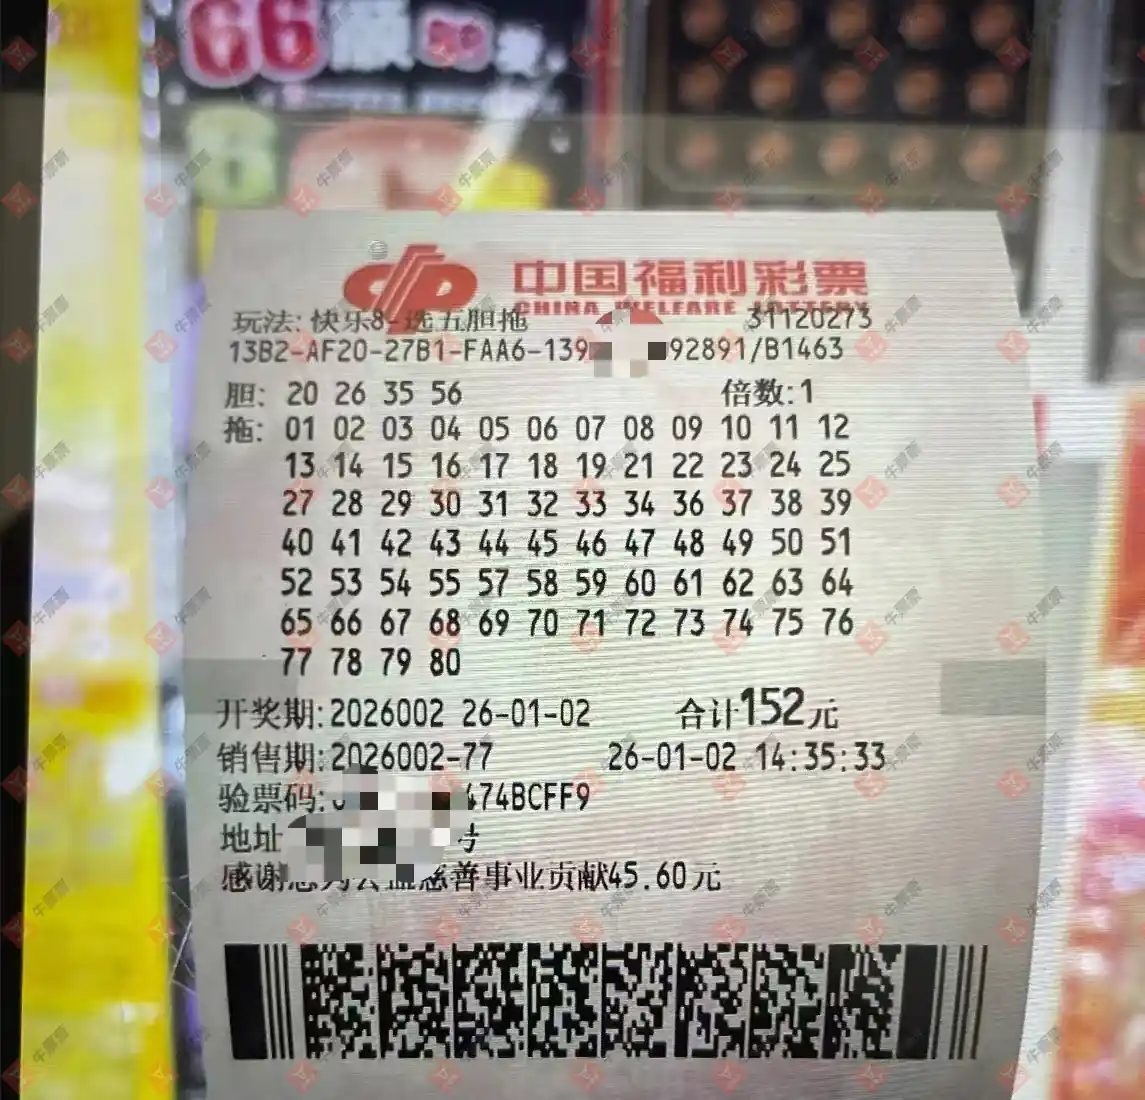 66
中国福利彩票
CHINA WELFARE LOTTERY
玩法: 快乐8-选五胆拖 31120273
13B2-AF20-27B1-FAA6-139 92891/B1463
胆: 20 26 35 56 倍数:1
拖: 01 02 03 04 05 06 07 08 09 10 11 12
13 14 15 16 17 18 19 21 22 23 24 25
27 28 29 30 31 32 33 34 36 37 38 39
40 41 42 43 44 45 46 47 48 49 50 51
52 53 54 55 57 58 59 60 61 62 63 64
65 66 67 68 69 70 71 72 73 74 75 76
77 78 79 80
开奖期:2026002 26-01-02 合计152元
销售期:2026002-77 26-01-02 14:35:33
验票码: 474BCFF9
地址 号
感谢您为公益慈善事业贡献45.60元
牛票票